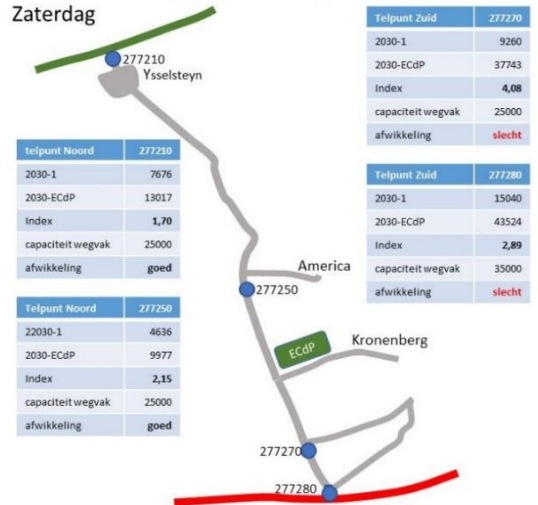 Zaterdag
277210
Ysselsteyn
telpunt Noord 277210
2030-1 7676
2030-ECdP 13017
Index 1,70
capaciteit wegvak 25000
afwikkeling goed
Telpunt Noord 277250
22030-1 4636
2030-ECdP 9977
Index 2,15
capaciteit wegvak 25000
afwikkeling goed
America
277250
ECdP
Kronenberg
277270
277280
Telpunt Zuid 277270
2030-1 9260
2030-ECdP 37743
Index 4,08
capaciteit wegvak 25000
afwikkeling slecht
Telpunt Zuid 277280
2030-1 15040
2030-ECdP 43524
Index 2,89
capaciteit wegvak 35000
afwikkeling slecht